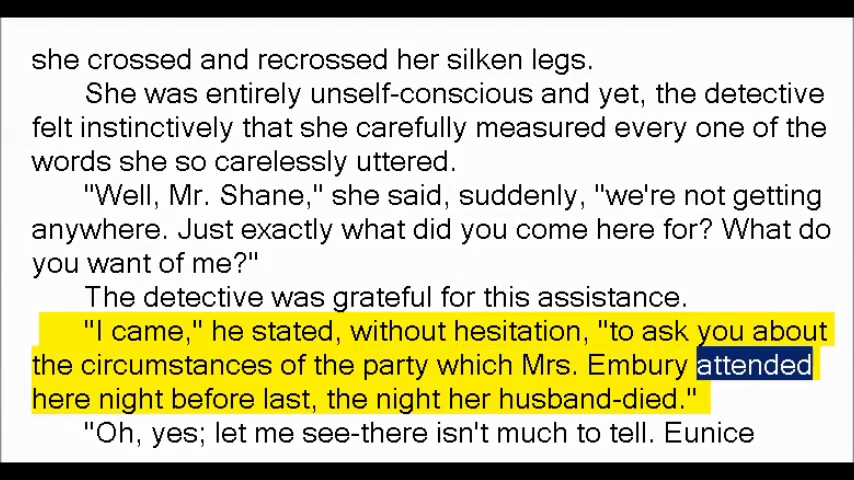 she crossed and recrossed her silken legs.
She was entirely unself-conscious and yet, the detective
felt instinctively that she carefully measured every one of the
words she so carelessly uttered.
"Well, Mr. Shane," she said, suddenly, "we're not getting
anywhere. Just exactly what did you come here for? What do
you want of me?"
The detective was grateful for this assistance.
"I came," he stated, without hesitation, "to ask you about
the circumstances of the party which Mrs. Embury attended
here night before last, the night her husband-died."
"Oh, yes; let me see-there isn't much to tell. Eunice